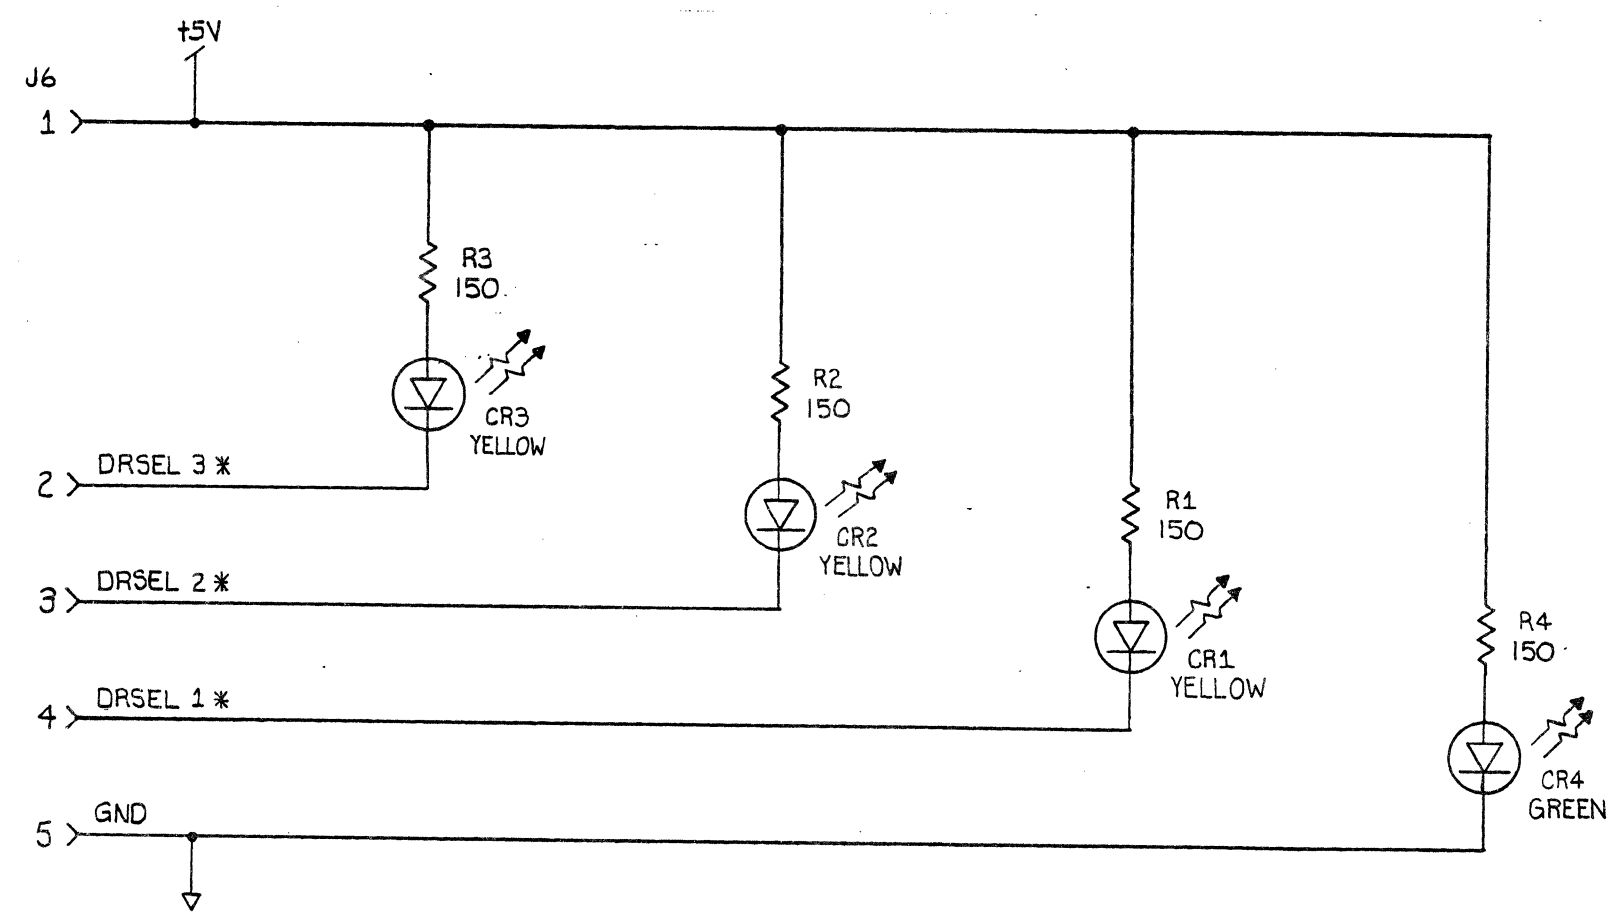 +5V
J6
1
R3
150
CR3
YELLOW
R2
150
CR2
YELLOW
R1
150
CR1
YELLOW
R4
150
CR4
GREEN
2 DRSEL 3 *
3 DRSEL 2 *
4 DRSEL 1 *
5 GND